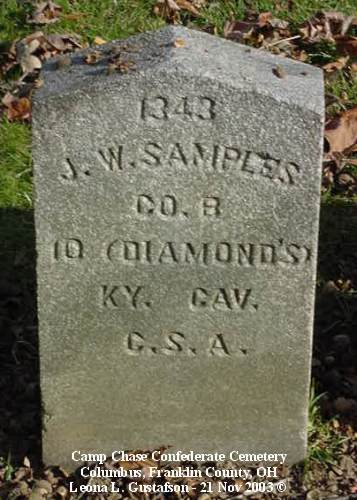 1343
J. W. SAMPLES
CO. B
10 (DIAMOND'S)
KY. CAV.
C. S. A.
Camp Chase Confederate Cemetery
Columbus, Franklin County, OH
Leona L. Gustafson - 21 Nov 2003 ©